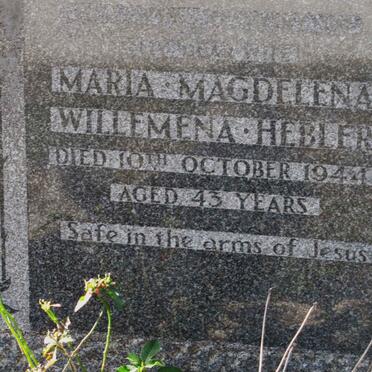 MARIA · MAGDELENA
WILLEMENA · HEBLER
DIED 10TH OCTOBER 1944
AGED 43 YEARS
Safe in the arms of Jesus